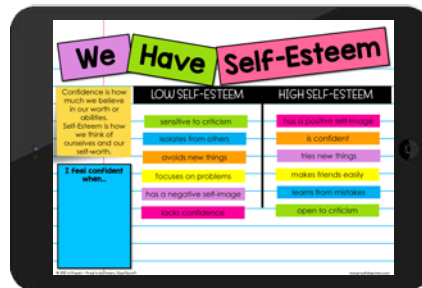 We Have Self-Esteem
Confidence is how
much we believe
in our worth or
abilities.
Self-Esteem is how
we think of
ourselves and our
self-worth.
I feel confident
when...
LOW SELF-ESTEEM
sensitive to criticism
isolates from others
avoids new things
focuses on problems
has a negative self-image
lacks confidence
HIGH SELF-ESTEEM
has a positive self-image
is confident
tries new things
makes friends easily
learns from mistakes
open to criticism